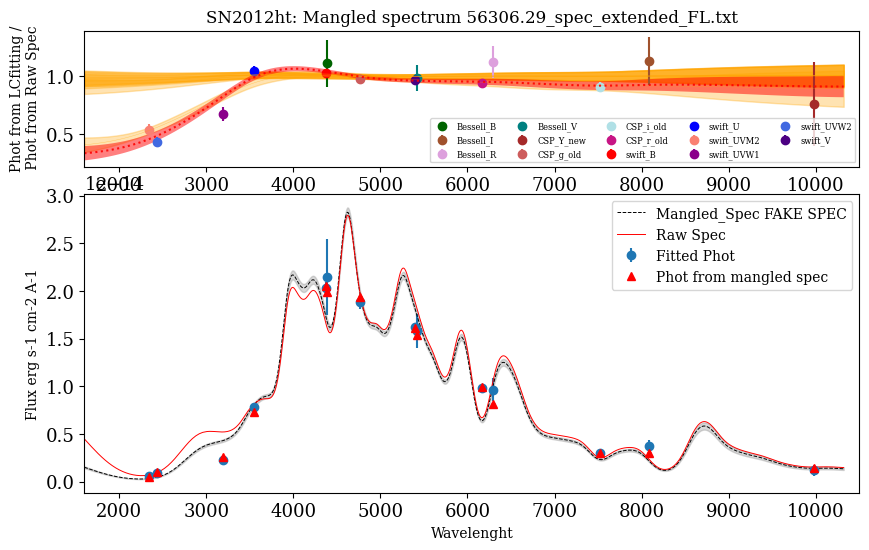 SN2012ht: Mangled spectrum 56306.29_spec_extended_FL.txt
Phot from LCfitting /
Phot from Raw Spec
1.0
0.5
Bessell_B
Bessell_I
Bessell_R
Bessell_V
CSP_Y_new
CSP_g_old
CSP_i_old
CSP_r_old
swift_B
swift_U
swift_UVM2
swift_UVW1
swift_UVW2
swift_V
2000 3000 4000 5000 6000 7000 8000 9000 10000
1e−14
Flux erg s-1 cm-2 A-1
3.0
2.5
2.0
1.5
1.0
0.5
0.0
Mangled_Spec FAKE SPEC
Raw Spec
Fitted Phot
Phot from mangled spec
2000 3000 4000 5000 6000 7000 8000 9000 10000
Wavelenght